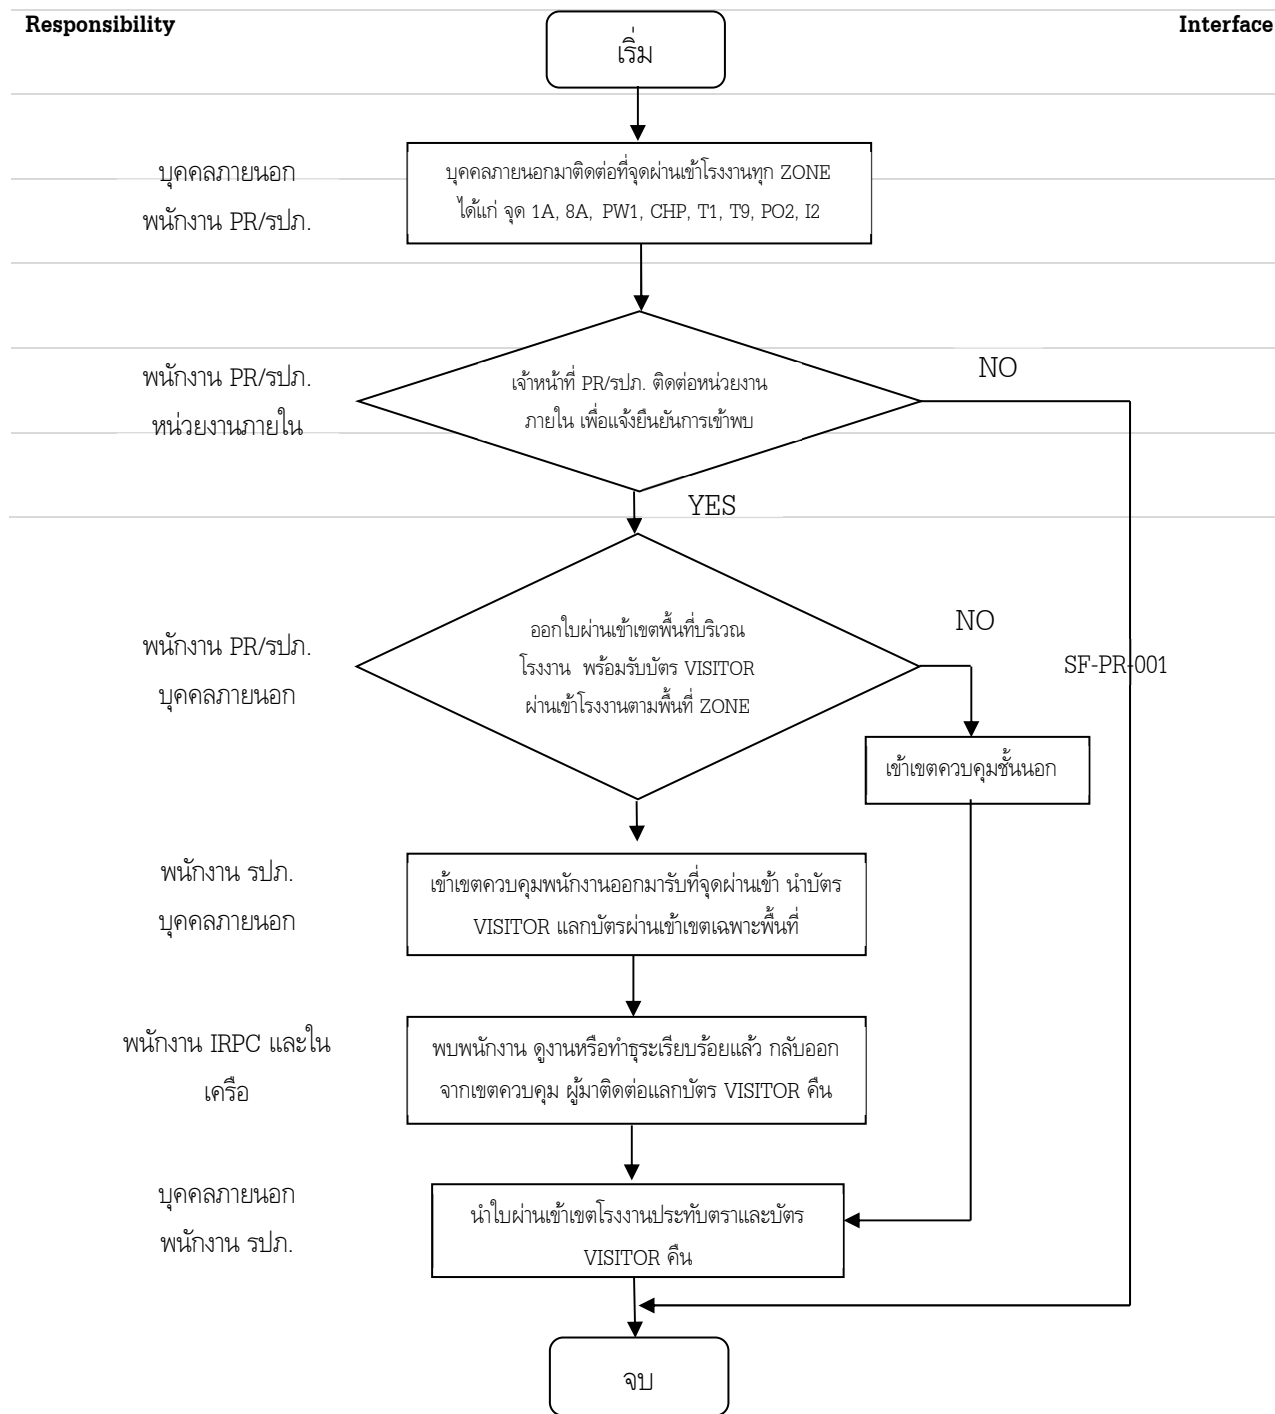 Responsibility
Interface
เริ่ม
บุคคลภายนอก
พนักงาน PR/รปภ.
บุคคลภายนอกมาติดต่อที่จุดผ่านเข้าโรงงานทุก ZONE
ได้แก่ จุด 1A, 8A, PW1, CHP, T1, T9, PO2, I2
พนักงาน PR/รปภ.
หน่วยงานภายใน
เจ้าหน้าที่ PR/รปภ. ติดต่อหน่วยงาน
ภายใน เพื่อแจ้งยืนยันการเข้าพบ
NO
YES
พนักงาน PR/รปภ.
บุคคลภายนอก
ออกใบผ่านเข้าเขตพื้นที่บริเวณ
โรงงาน พร้อมรับบัตร VISITOR
ผ่านเข้าโรงงานตามพื้นที่ ZONE
NO
SF-PR-001
เข้าเขตควบคุมชั้นนอก
พนักงาน รปภ.
บุคคลภายนอก
เข้าเขตควบคุมพนักงานออกมารับที่จุดผ่านเข้า นำบัตร
VISITOR แลกบัตรผ่านเข้าเขตเฉพาะพื้นที่
พนักงาน IRPC และใน
เครือ
พบพนักงาน ดูงานหรือทำธุระเรียบร้อยแล้ว กลับออก
จากเขตควบคุม ผู้มาติดต่อแลกบัตร VISITOR คืน
บุคคลภายนอก
พนักงาน รปภ.
นำใบผ่านเข้าเขตโรงงานประทับตราและบัตร
VISITOR คืน
จบ